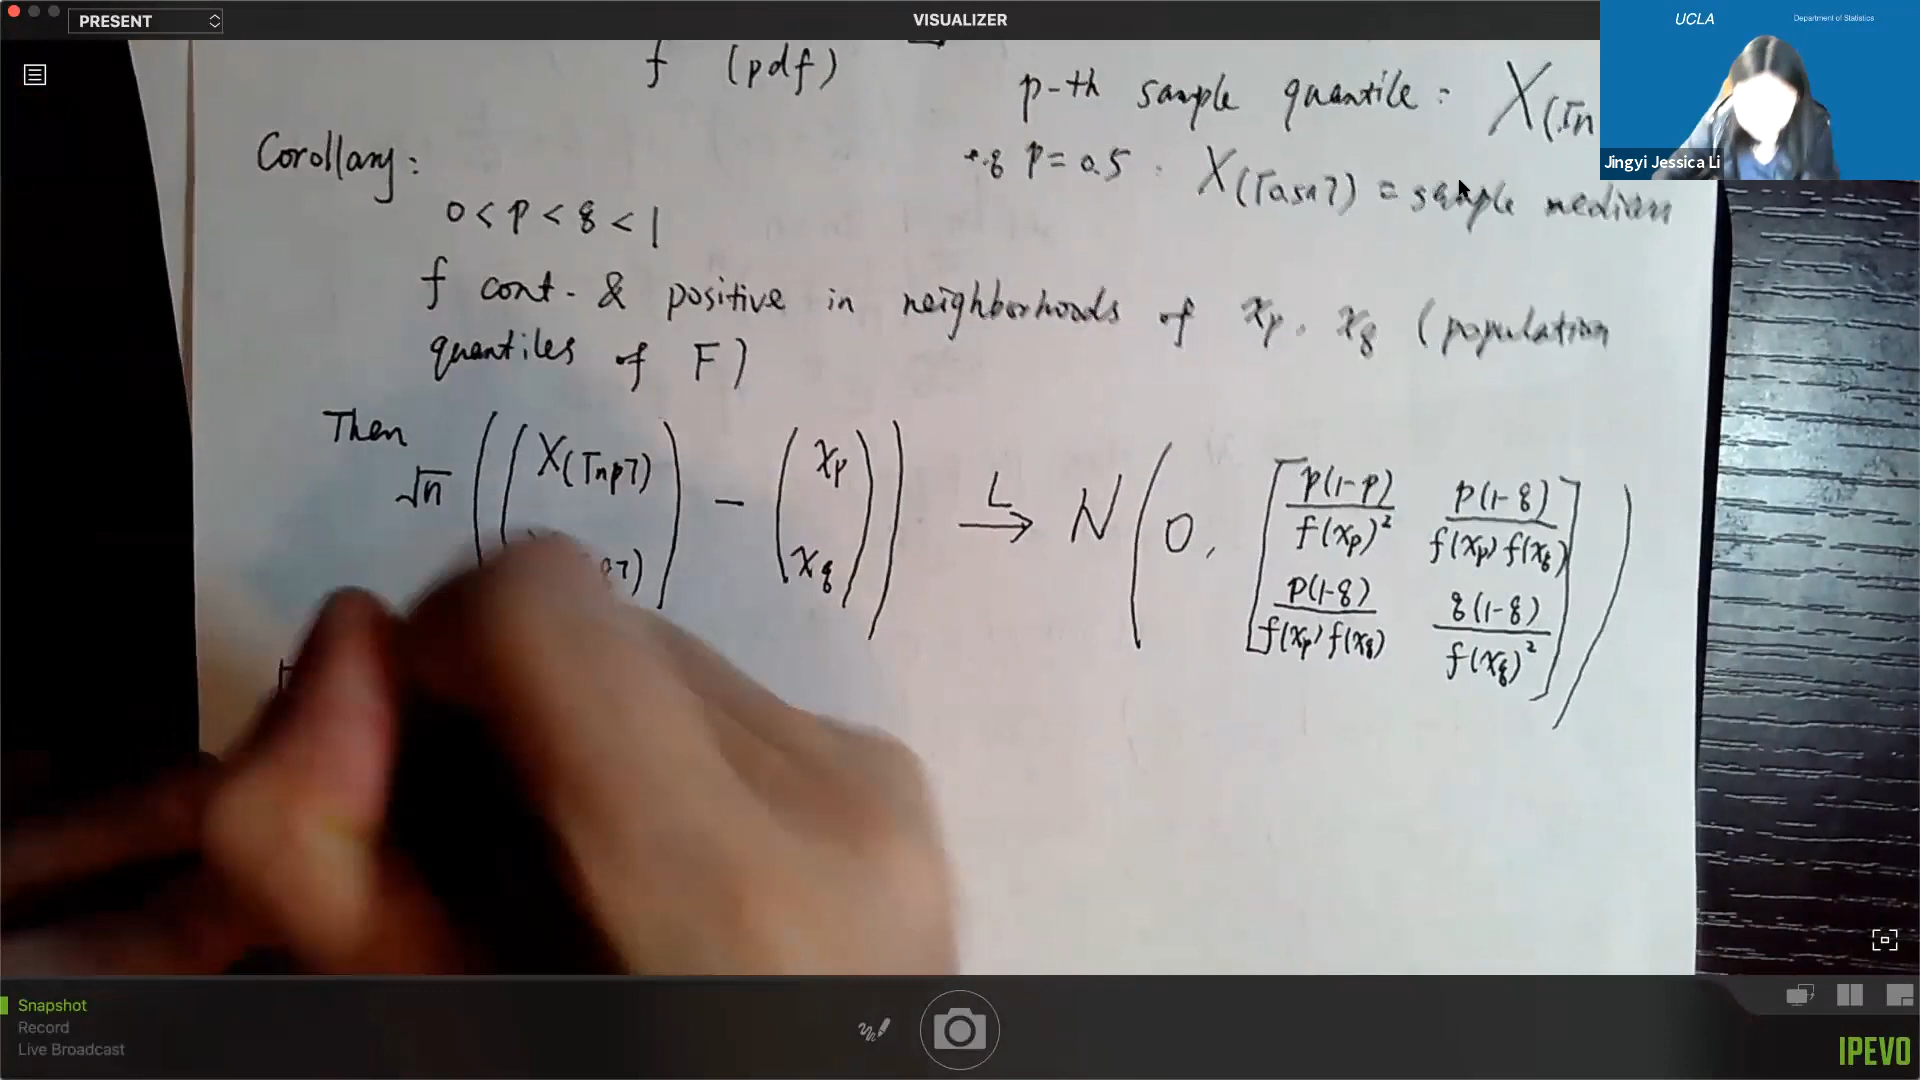 PRESENT
VISUALIZER
UCLA
Department of Statistics
Jingyi Jessica Li
f (pdf)
p-th sample quantile : X(⌈n
e.g p = 0.5 . X(⌈0.5n⌉) = sample median
Corollary :
0 < p < q < 1
f cont. & positive in neighborhoods of xp, xq (population
quantiles of F)
Then
√n ( ( X(⌈np⌉) q⌉) ) − ( xp xq ) ) L→ N ( 0, [ p(1-p)/f(xp)² p(1-q)/f(xp)f(xq)
p(1-q)/f(xp)f(xq) q(1-q)/f(xq)² ] )
Snapshot
Record
Live Broadcast
IPEVO